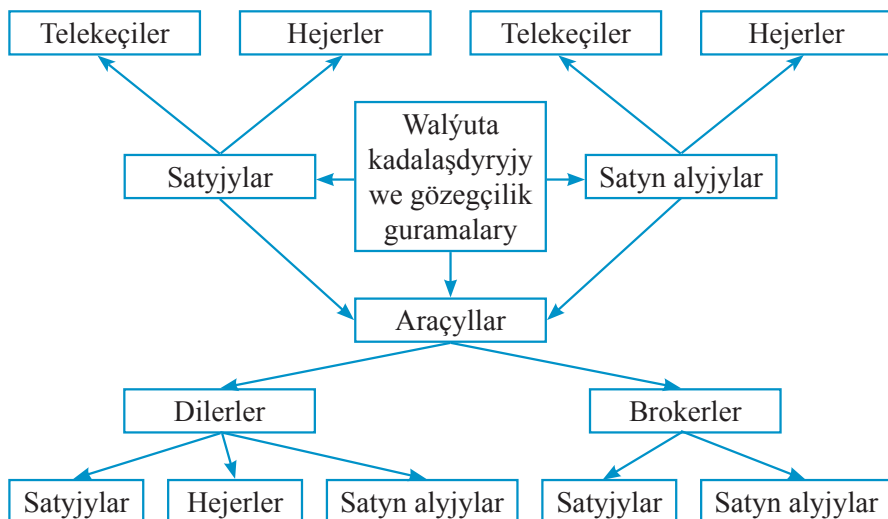 Telekeçiler
Hejerler
Telekeçiler
Hejerler
Satyjylar
Walýuta
kadalaşdyryjy
we gözegçilik
guramalary
Satyn alyjylar
Araçyllar
Dilerler
Brokerler
Satyjylar
Hejerler
Satyn alyjylar
Satyjylar
Satyn alyjylar